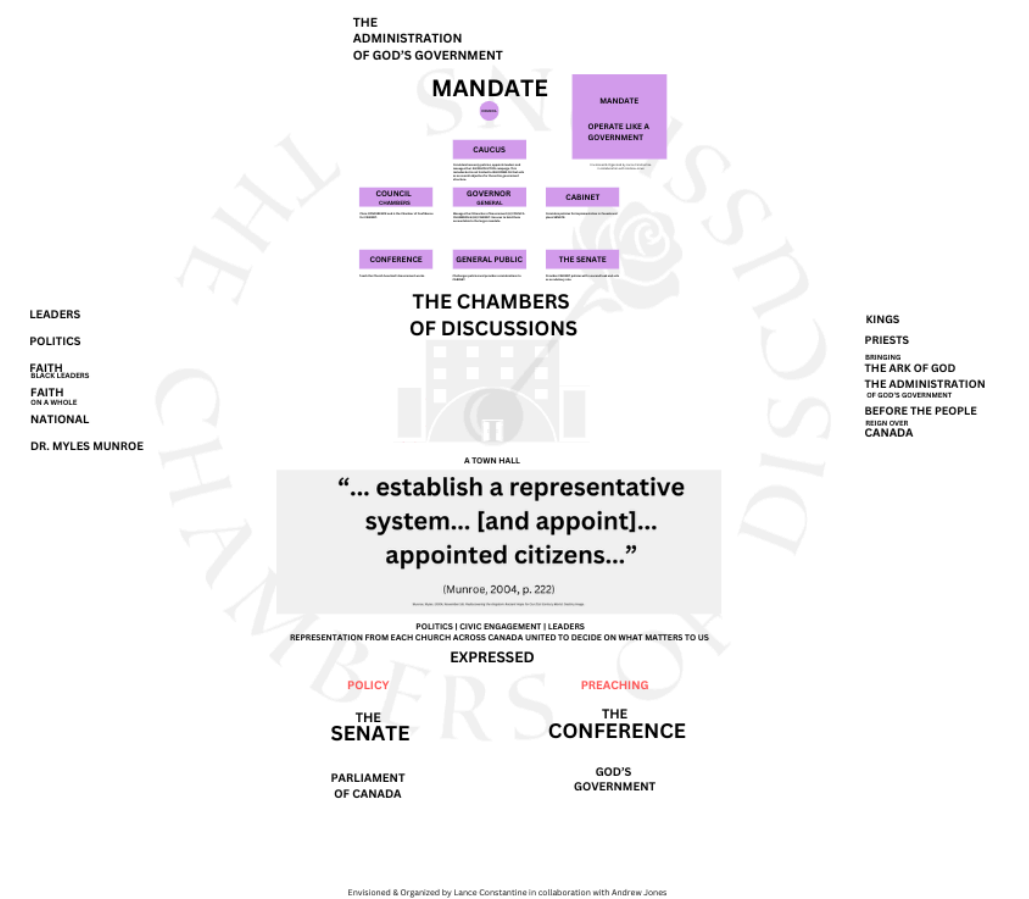 THE
ADMINISTRATION
OF GOD'S GOVERNMENT
MANDATE
MANDATE
OPERATE LIKE A
GOVERNMENT
CAUCUS
COUNCIL
CHAMBERS
GOVERNOR
GENERAL
CABINET
CONFERENCE
GENERAL PUBLIC
THE SENATE
THE CHAMBERS
OF DISCUSSIONS
LEADERS
POLITICS
FAITH
BLACK LEADERS
FAITH
ON A WHOLE
NATIONAL
DR. MYLES MUNROE
KINGS
PRIESTS
BRINGING
THE ARK OF GOD
THE ADMINISTRATION
OF GOD'S GOVERNMENT
BEFORE THE PEOPLE
REIGN OVER
CANADA
A TOWN HALL
“... establish a representative
system... [and appoint]...
appointed citizens...”
(Munroe, 2004, p. 222)
POLITICS | CIVIC ENGAGEMENT | LEADERS
REPRESENTATION FROM EACH CHURCH ACROSS CANADA UNITED TO DECIDE ON WHAT MATTERS TO US
EXPRESSED
POLICY
PREACHING
THE
SENATE
THE
CONFERENCE
PARLIAMENT
OF CANADA
GOD'S
GOVERNMENT
THE CHAMBERS OF DISCUSSIONS
Envisioned & Organized by Lance Constantine in collaboration with Andrew Jones